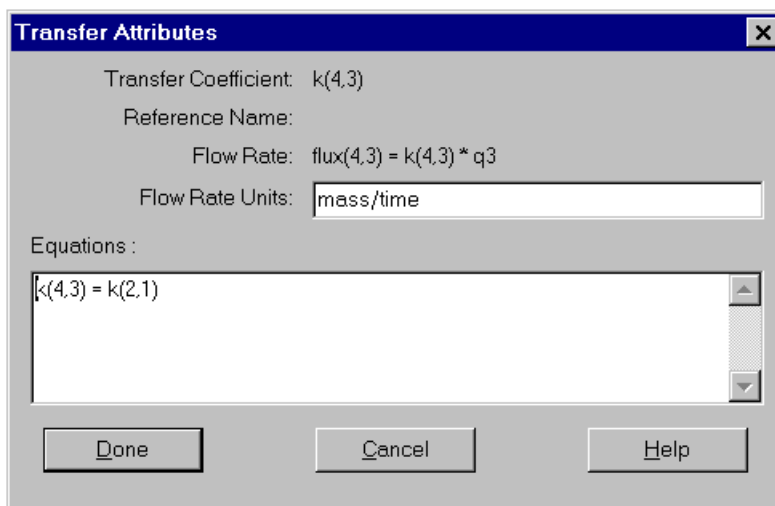 Transfer Attributes
Transfer Coefficient: k(4,3)
Reference Name:
Flow Rate: flux(4,3) = k(4,3) * q3
Flow Rate Units: mass/time
Equations :
k(4,3) = k(2,1)
Done Cancel Help